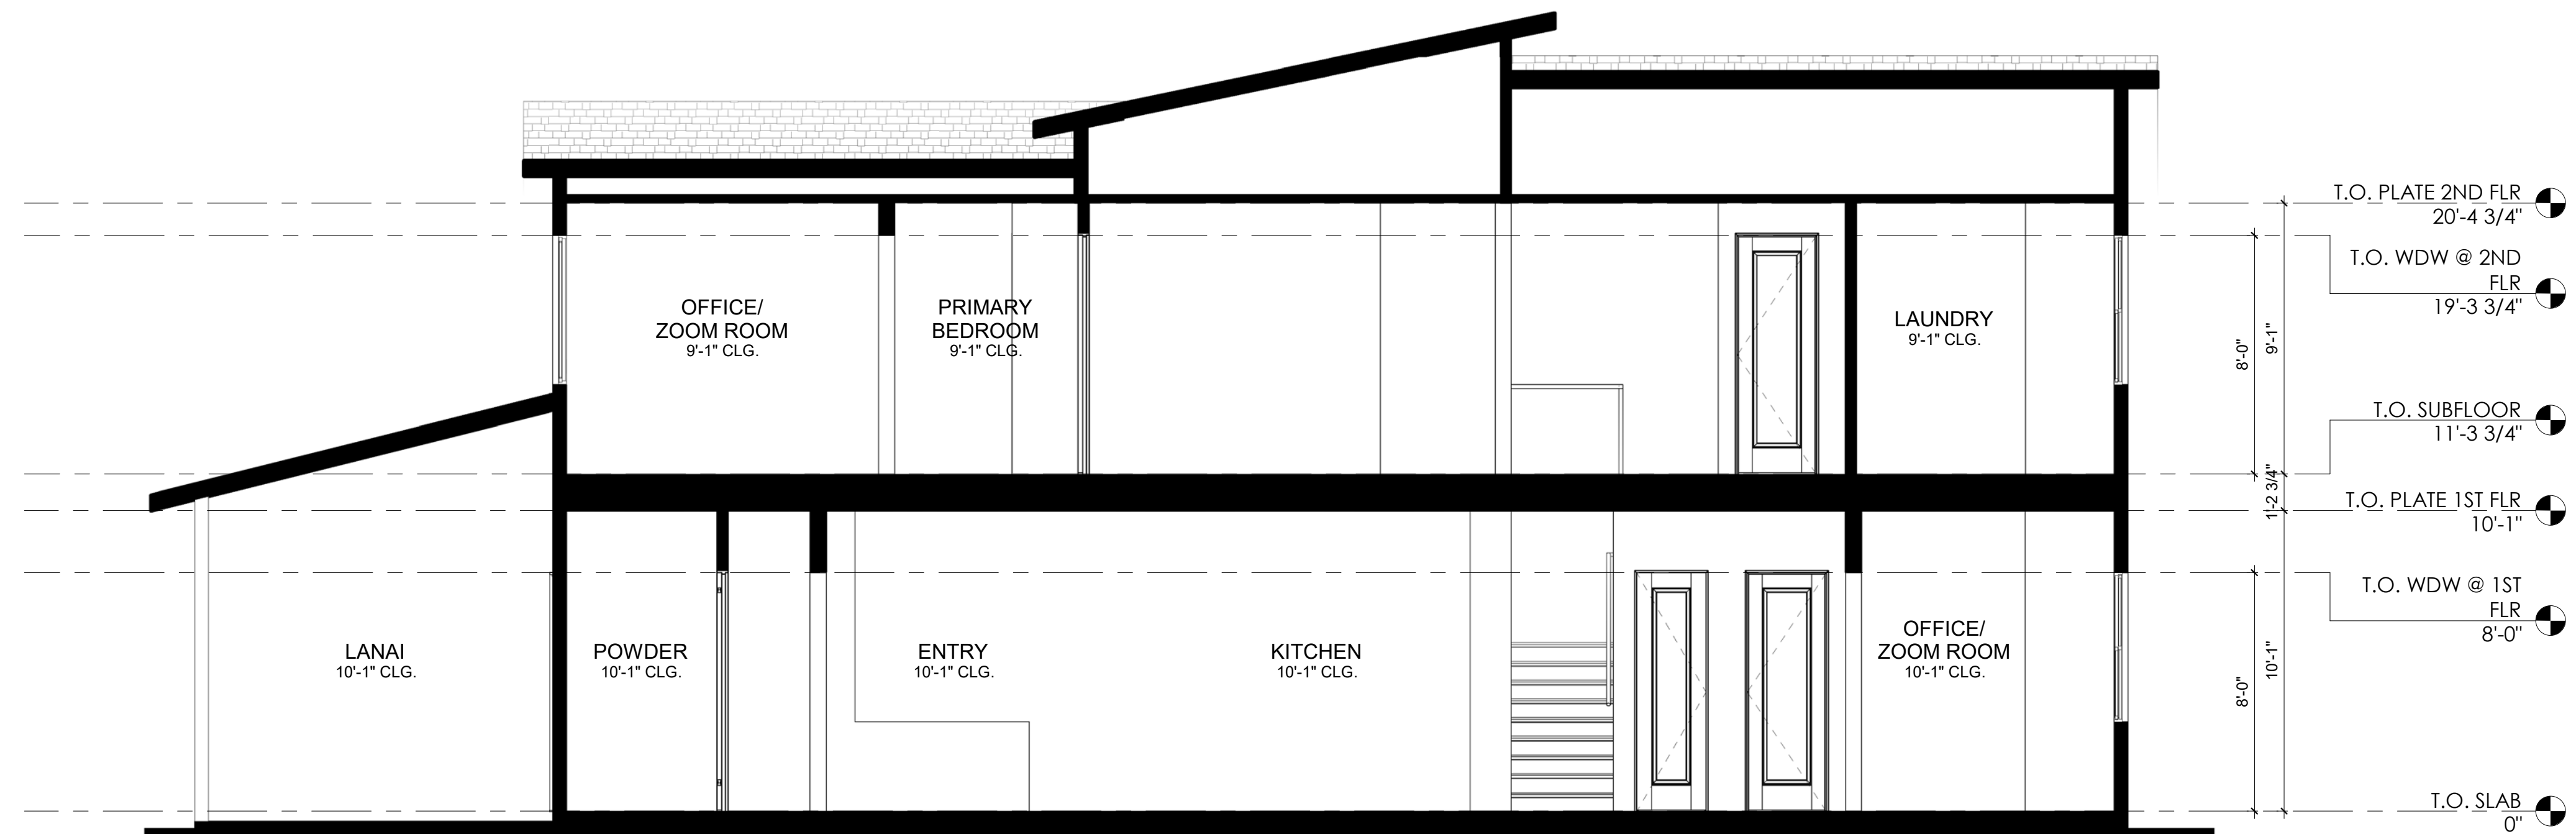 T.O. PLATE 2ND FLR
20'-4 3/4"
T.O. WDW @ 2ND
FLR
19'-3 3/4"
OFFICE/
ZOOM ROOM
9'-1" CLG.
PRIMARY
BEDROOM
9'-1" CLG.
LAUNDRY
9'-1" CLG.
8'-0"
9'-1"
T.O. SUBFLOOR
11'-3 3/4"
1'-2 3/4"
T.O. PLATE 1ST FLR
10'-1"
T.O. WDW @ 1ST
FLR
8'-0"
LANAI
10'-1" CLG.
POWDER
10'-1" CLG.
ENTRY
10'-1" CLG.
KITCHEN
10'-1" CLG.
OFFICE/
ZOOM ROOM
10'-1" CLG.
8'-0"
10'-1"
T.O. SLAB
0"